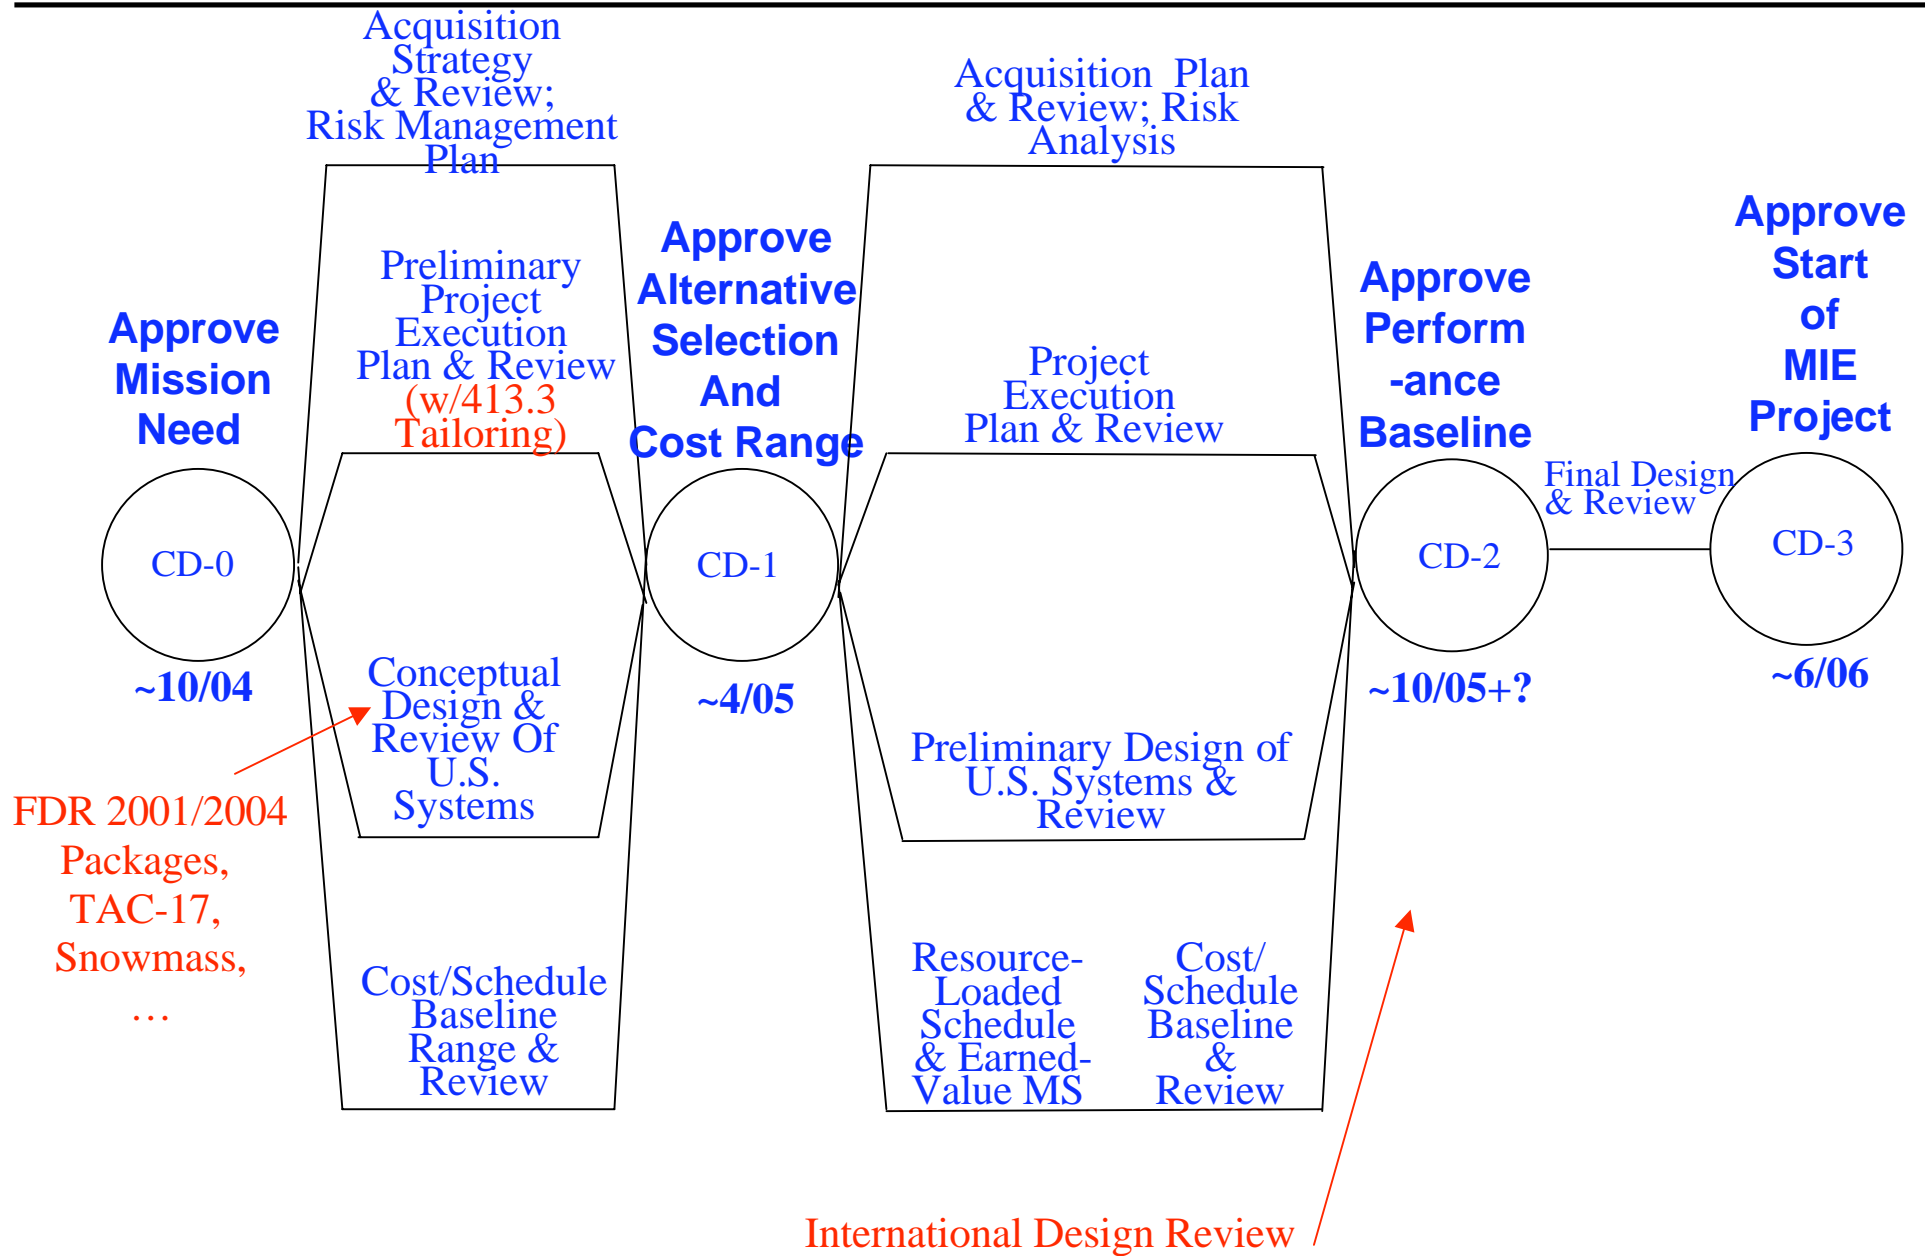 Acquisition
Strategy
& Review;
Risk Management
Plan
Acquisition Plan
& Review; Risk
Analysis
Approve
Mission
Need
Preliminary
Project
Execution
Plan & Review
(w/413.3
Tailoring)
Approve
Alternative
Selection
And
Cost Range
Project
Execution
Plan & Review
Approve
Perform
-ance
Baseline
Final Design
& Review
Approve
Start
of
MIE
Project
CD-0
CD-1
CD-2
CD-3
~10/04
~4/05
~10/05+?
~6/06
Conceptual
Design &
Review Of
U.S.
Systems
Preliminary Design of
U.S. Systems &
Review
FDR 2001/2004
Packages,
TAC-17,
Snowmass,
…
Cost/Schedule
Baseline
Range &
Review
Resource-
Loaded
Schedule
& Earned-
Value MS
Cost/
Schedule
Baseline
&
Review
International Design Review